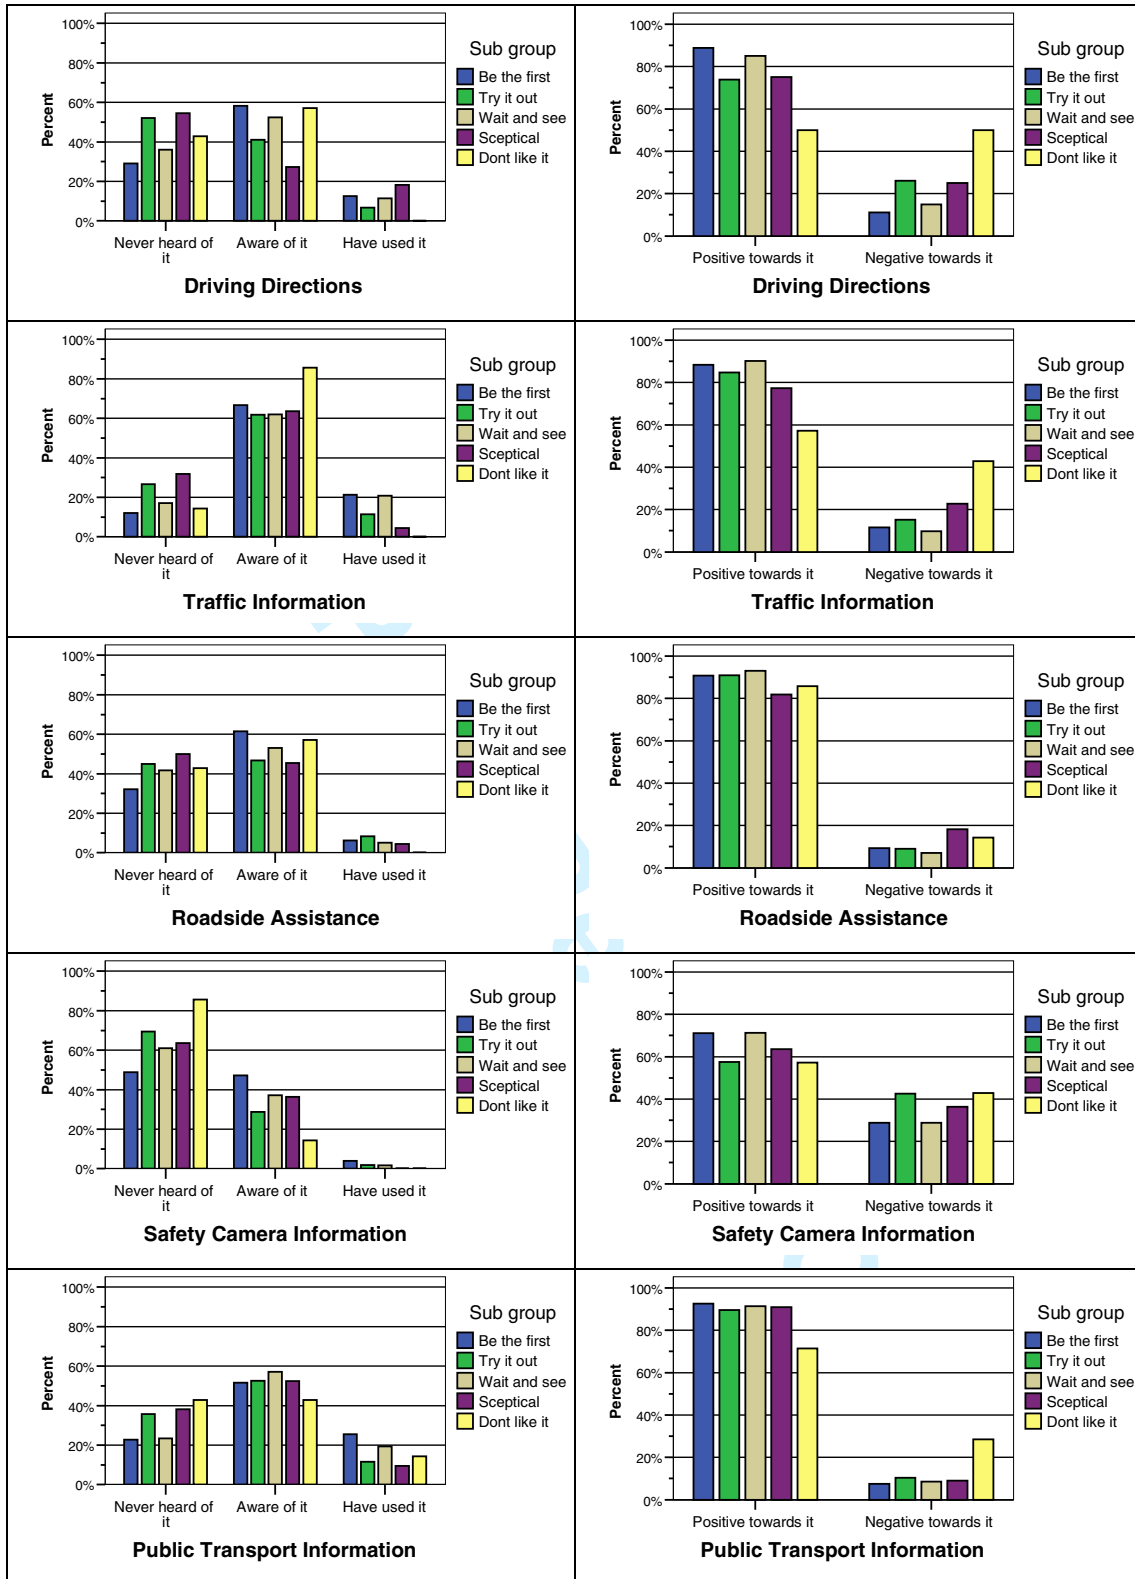 100%
80%
60%
40%
20%
0%
Percent
Never heard of it
Aware of it
Have used it
Driving Directions
Sub group
Be the first
Try it out
Wait and see
Sceptical
Dont like it
100%
80%
60%
40%
20%
0%
Percent
Positive towards it
Negative towards it
Driving Directions
Sub group
Be the first
Try it out
Wait and see
Sceptical
Dont like it
100%
80%
60%
40%
20%
0%
Percent
Never heard of it
Aware of it
Have used it
Traffic Information
Sub group
Be the first
Try it out
Wait and see
Sceptical
Dont like it
100%
80%
60%
40%
20%
0%
Percent
Positive towards it
Negative towards it
Traffic Information
Sub group
Be the first
Try it out
Wait and see
Sceptical
Dont like it
100%
80%
60%
40%
20%
0%
Percent
Never heard of it
Aware of it
Have used it
Roadside Assistance
Sub group
Be the first
Try it out
Wait and see
Sceptical
Dont like it
100%
80%
60%
40%
20%
0%
Percent
Positive towards it
Negative towards it
Roadside Assistance
Sub group
Be the first
Try it out
Wait and see
Sceptical
Dont like it
100%
80%
60%
40%
20%
0%
Percent
Never heard of it
Aware of it
Have used it
Safety Camera Information
Sub group
Be the first
Try it out
Wait and see
Sceptical
Dont like it
100%
80%
60%
40%
20%
0%
Percent
Positive towards it
Negative towards it
Safety Camera Information
Sub group
Be the first
Try it out
Wait and see
Sceptical
Dont like it
100%
80%
60%
40%
20%
0%
Percent
Never heard of it
Aware of it
Have used it
Public Transport Information
Sub group
Be the first
Try it out
Wait and see
Sceptical
Dont like it
100%
80%
60%
40%
20%
0%
Percent
Positive towards it
Negative towards it
Public Transport Information
Sub group
Be the first
Try it out
Wait and see
Sceptical
Dont like it